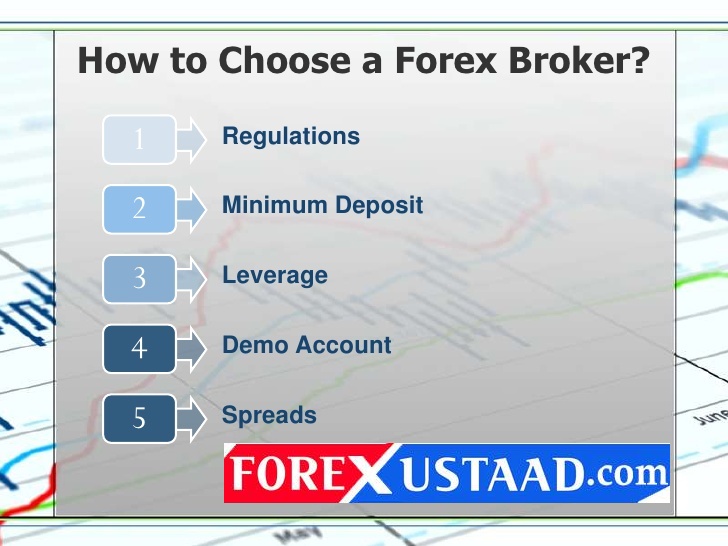 How to Choose a Forex Broker?
1 Regulations
2 Minimum Deposit
3 Leverage
4 Demo Account
5 Spreads
FOREX USTAAD.com
June
May